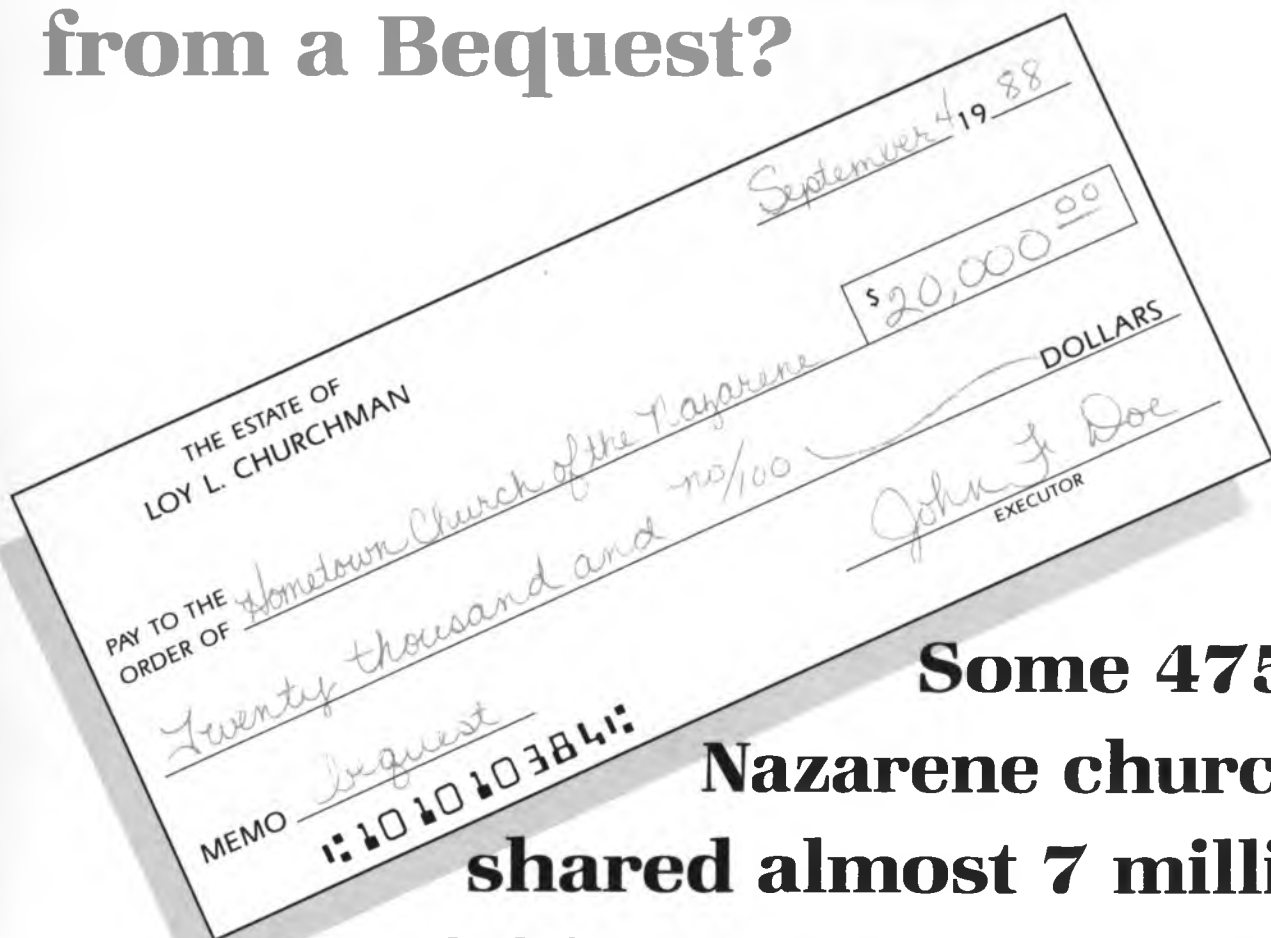 from a Bequest?
September 4 19 88
$ 20,000 00
THE ESTATE OF
LOY L. CHURCHMAN
PAY TO THE
ORDER OF Hometown Church of the Nazarene
Twenty thousand and no/100 DOLLARS
John F Doe
EXECUTOR
MEMO bequest
⑆101010384⑆
Some 475
Nazarene churc
shared almost 7 milli